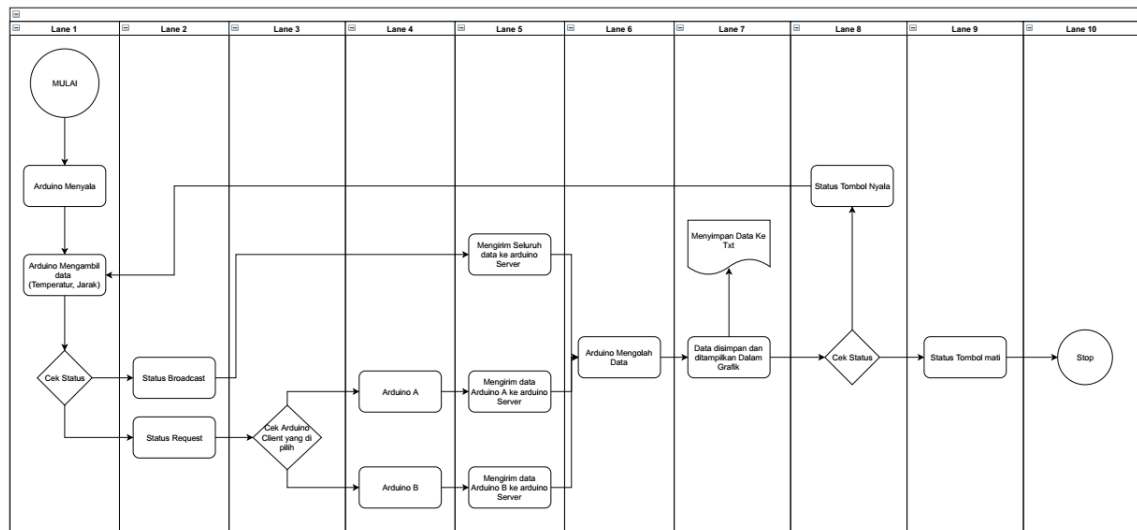 Lane 1
Lane 2
Lane 3
Lane 4
Lane 5
Lane 6
Lane 7
Lane 8
Lane 9
Lane 10
MULAI
Arduino Menyala
Arduino Mengambil
data
(Temperatur, Jarak)
Cek Status
Status Broadcast
Status Request
Cek Arduino
Client yang di
pilih
Arduino A
Arduino B
Mengirim Seluruh
data ke arduino
Server
Mengirim data
Arduino A ke arduino
Server
Mengirim data
Arduino B ke arduino
Server
Arduino Mengolah
Data
Menyimpan Data Ke
Txt
Data disimpan dan
ditampilkan Dalam
Grafik
Status Tombol Nyala
Cek Status
Status Tombol mati
Stop